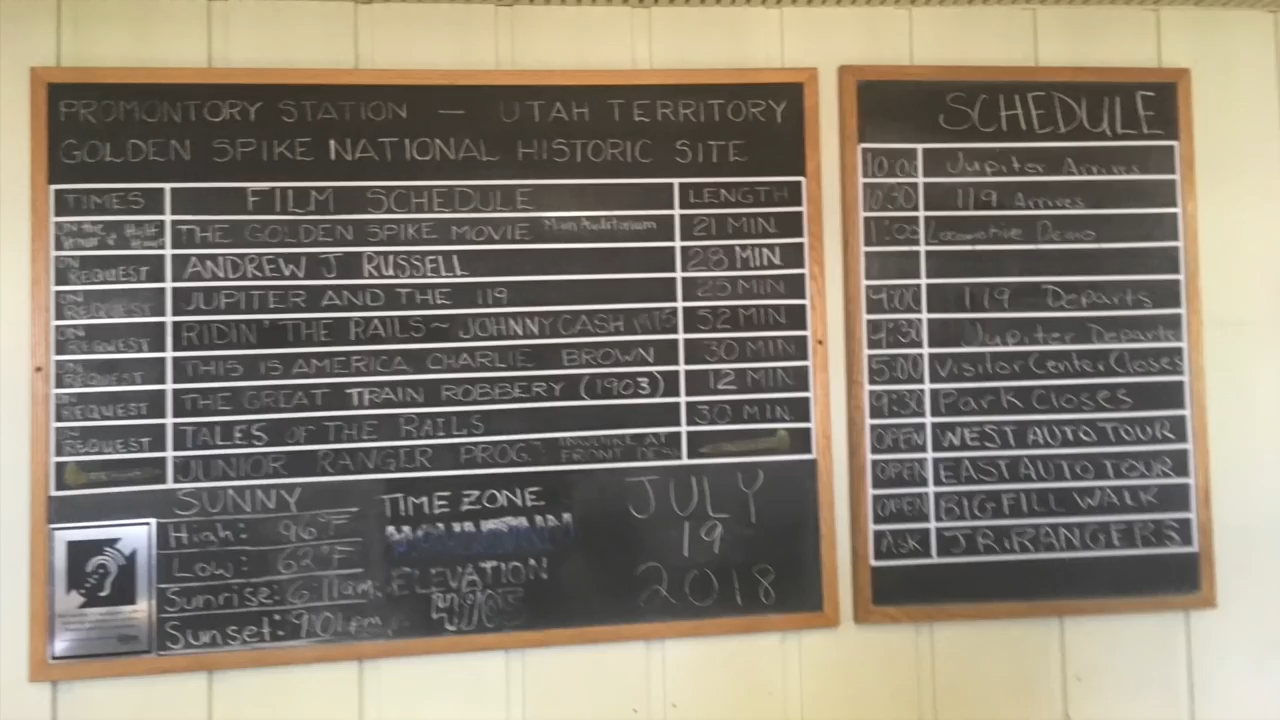 PROMONTORY STATION — UTAH TERRITORY
GOLDEN SPIKE NATIONAL HISTORIC SITE
TIMES FILM SCHEDULE LENGTH
ON the Hour & Half Hour THE GOLDEN SPIKE MOVIE Main Auditorium 21 MIN.
ON REQUEST ANDREW J RUSSELL 28 MIN.
ON REQUEST JUPITER AND THE 119 25 MIN
ON REQUEST RIDIN' THE RAILS~ JOHNNY CASH 52 MIN
ON REQUEST THIS IS AMERICA, CHARLIE BROWN 30 MIN
ON REQUEST THE GREAT TRAIN ROBBERY (1903) 12 MIN
ON REQUEST TALES OF THE RAILS 30 MIN.
JUNIOR RANGER PROG. INQUIRE AT FRONT DESK
SUNNY
High: 96°F
Low: 62°F
Sunrise: 6:11am
Sunset: 9:01pm
TIME ZONE
MOUNTAIN
ELEVATION
4905
JULY
19
2018
SCHEDULE
10:00 Jupiter Arrives
10:30 119 Arrives
1:00 Locomotive Demo
4:00 119 Departs
4:30 Jupiter Departs
5:00 Visitor Center Closes
9:30 Park Closes
OPEN WEST AUTO TOUR
OPEN EAST AUTO TOUR
OPEN BIG FILL WALK
Ask JR. RANGERS